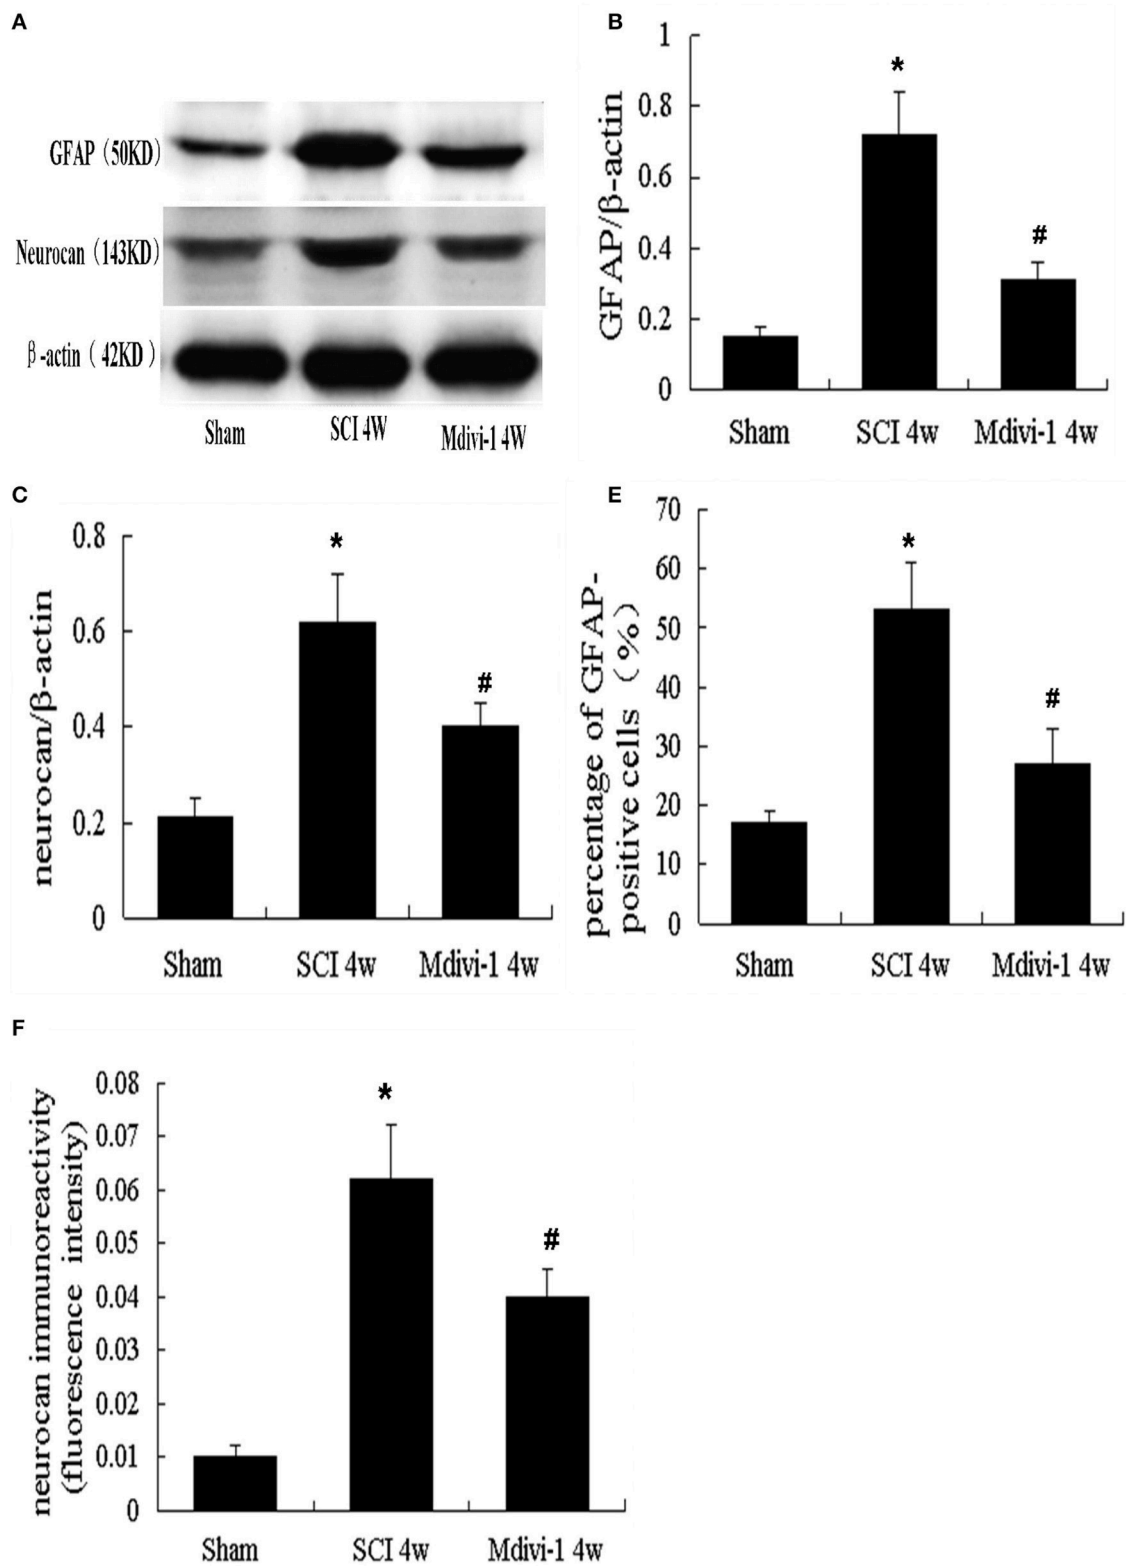 A
GFAP (50KD)
Neurocan (143KD)
β-actin (42KD)
Sham SCI 4W Mdivi-1 4W
B
GFAP/β-actin
1
0.8
0.6
0.4
0.2
0
*
#
Sham SCI 4w Mdivi-1 4w
C
neurocan/β-actin
0.8
0.6
0.4
0.2
0
*
#
Sham SCI 4w Mdivi-1 4w
E
percentage of GFAP-
positive cells (%)
70
60
50
40
30
20
10
0
*
#
Sham SCI 4w Mdivi-1 4w
F
neurocan immunoreactivity
(fluorescence intensity)
0.08
0.07
0.06
0.05
0.04
0.03
0.02
0.01
0
*
#
Sham SCI 4w Mdivi-1 4w